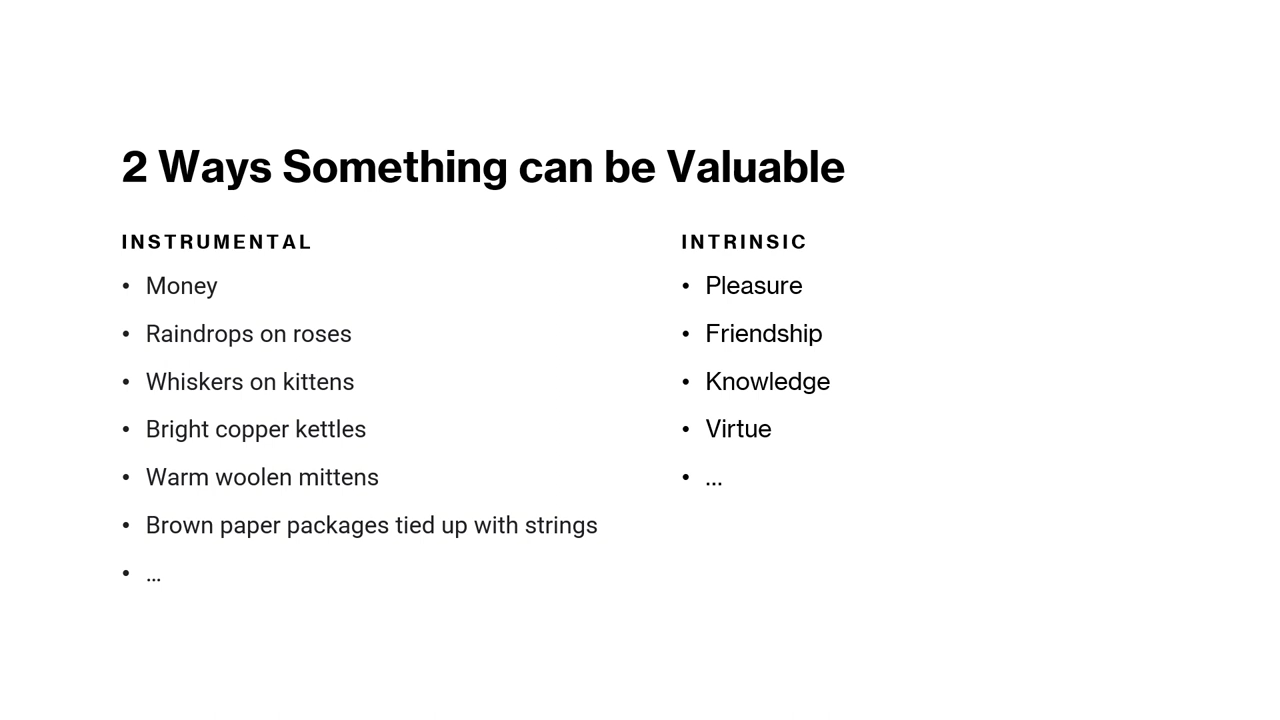 2 Ways Something can be Valuable
INSTRUMENTAL
• Money
• Raindrops on roses
• Whiskers on kittens
• Bright copper kettles
• Warm woolen mittens
• Brown paper packages tied up with strings
• ...
INTRINSIC
• Pleasure
• Friendship
• Knowledge
• Virtue
• ...